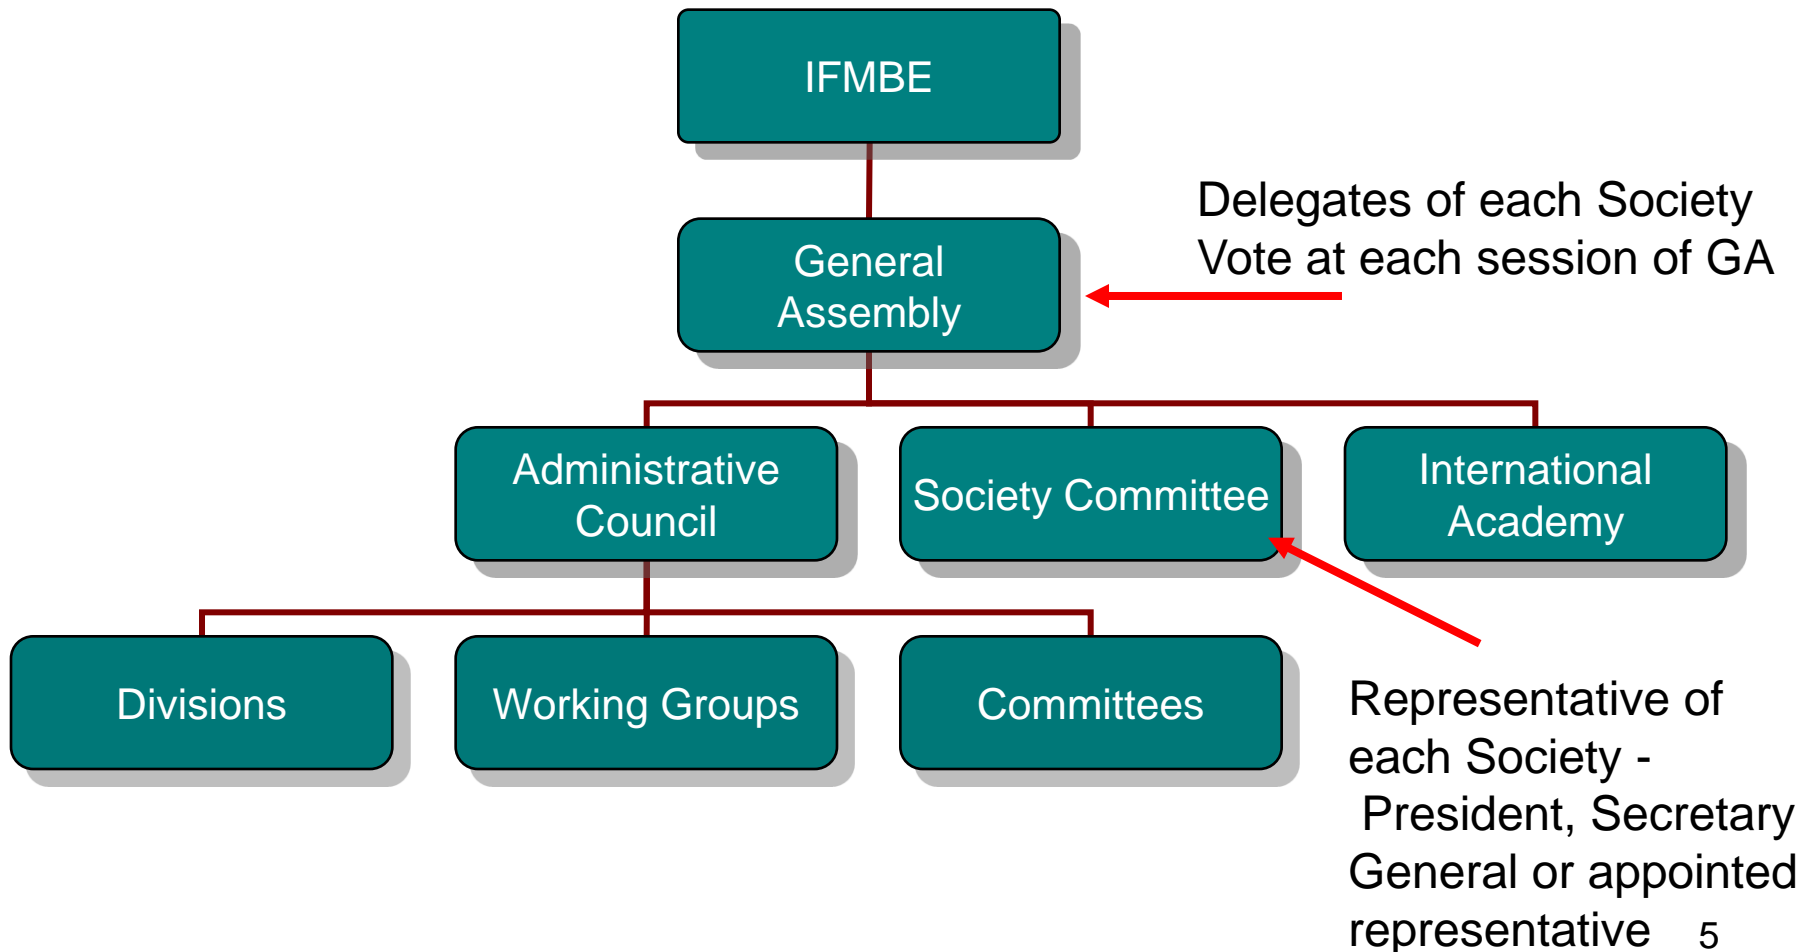 IFMBE
Delegates of each Society
Vote at each session of GA
General
Assembly
Administrative
Council
Society Committee
International
Academy
Divisions
Working Groups
Committees
Representative of
each Society -
President, Secretary
General or appointed
representative
5